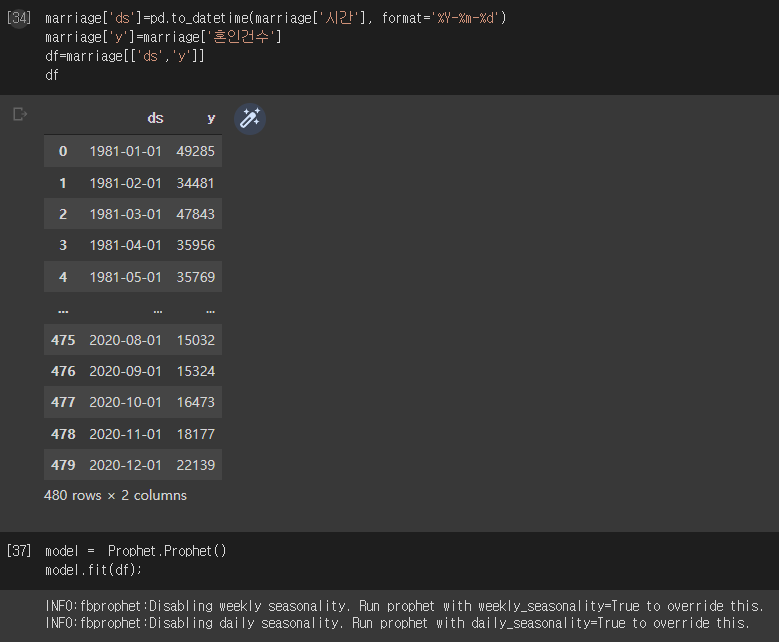 [34] marriage['ds']=pd.to_datetime(marriage['시간'], format='%Y-%m-%d')
marriage['y']=marriage['혼인건수']
df=marriage[['ds','y']]
df
ds y
0 1981-01-01 49285
1 1981-02-01 34481
2 1981-03-01 47843
3 1981-04-01 35956
4 1981-05-01 35769
... ... ...
475 2020-08-01 15032
476 2020-09-01 15324
477 2020-10-01 16473
478 2020-11-01 18177
479 2020-12-01 22139
480 rows × 2 columns
[37] model =  Prophet.Prophet()
model.fit(df);
INFO:fbprophet:Disabling weekly seasonality. Run prophet with weekly_seasonality=True to override this.
INFO:fbprophet:Disabling daily seasonality. Run prophet with daily_seasonality=True to override this.